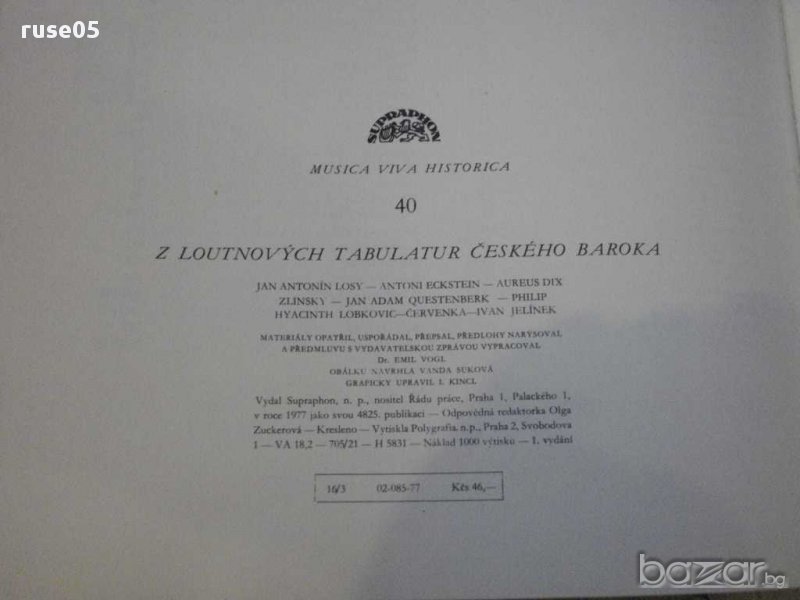 ruse05
SUPRAPHON
MUSICA VIVA HISTORICA
40
Z LOUTNOVÝCH TABULATUR ČESKÉHO BAROKA
JAN ANTONÍN LOSY — ANTONI ECKSTEIN — AUREUS DIX
ZLINSKY — JAN ADAM QUESTENBERK — PHILIP
HYACINTH LOBKOVIC—ČERVENKA—IVAN JELÍNEK
MATERIÁLY OPATŘIL, USPOŘÁDAL, PŘEPSAL, PŘEDLOHY NARYSOVAL
A PŘEDMLUVU S VYDAVATELSKOU ZPRÁVOU VYPRACOVAL
Dr. EMIL VOGL
OBÁLKU NAVRHLA VANDA SUKOVÁ
GRAFICKY UPRAVIL I. KINCL
Vydal Supraphon, n. p., nositel Řádu práce, Praha 1, Palackého 1,
v roce 1977 jako svou 4825. publikaci — Odpovědná redaktorka Olga
Zuckerová — Kresleno — Vytiskla Polygrafia, n.p., Praha 2, Svobodova
1 — VA 18,2 — 705/21 — H 5831 — Náklad 1000 výtisku — 1. vydání
16/3 02-085-77 Kčs 46,—
bazar.bg